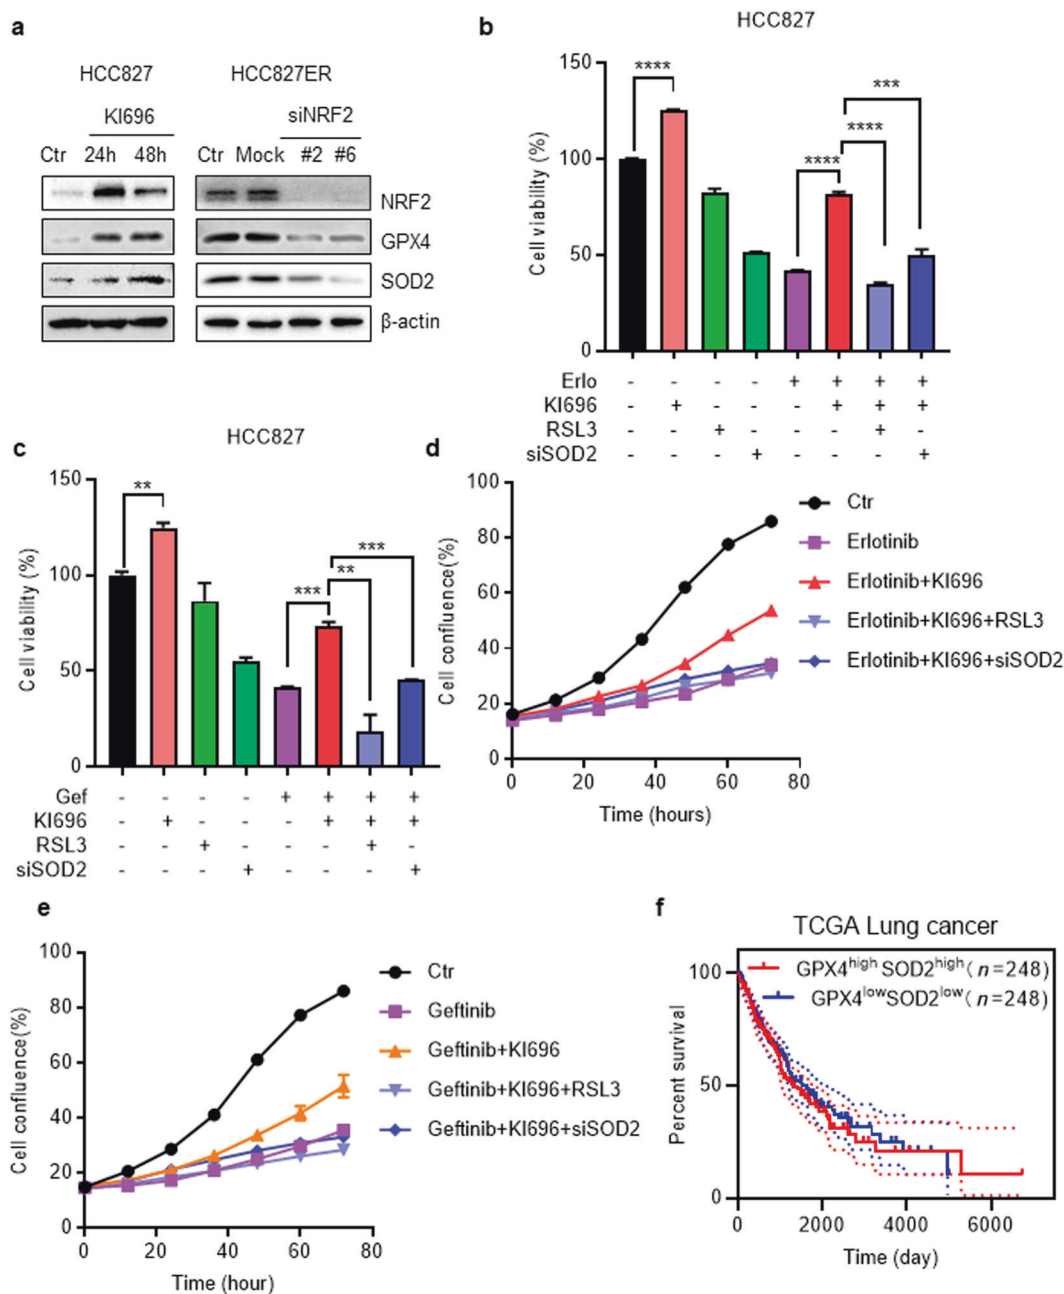 a
HCC827
HCC827ER
KI696
siNRF2
Ctr 24h 48h
Ctr Mock #2 #6
NRF2
GPX4
SOD2
β-actin
b
HCC827
Cell viability (%)
150
100
50
0
****
****
****
***
Erlo - - - - + + + +
KI696 - + - - - + + +
RSL3 - - + - - - + -
siSOD2 - - - + - - - +
c
HCC827
Cell viability (%)
150
100
50
0
**
***
**
***
Gef - - - - + + + +
KI696 - + - - - + + +
RSL3 - - + - - - + -
siSOD2 - - - + - - - +
d
Cell confluence(%)
100
80
60
40
20
0
0 20 40 60 80
Time (hours)
Ctr
Erlotinib
Erlotinib+KI696
Erlotinib+KI696+RSL3
Erlotinib+KI696+siSOD2
e
Cell confluence(%)
100
80
60
40
20
0
0 20 40 60 80
Time (hour)
Ctr
Geftinib
Geftinib+KI696
Geftinib+KI696+RSL3
Geftinib+KI696+siSOD2
f
TCGA Lung cancer
GPX4high SOD2high (n=248)
GPX4lowSOD2low (n=248)
Percent survival
100
50
0
0 2000 4000 6000
Time (day)